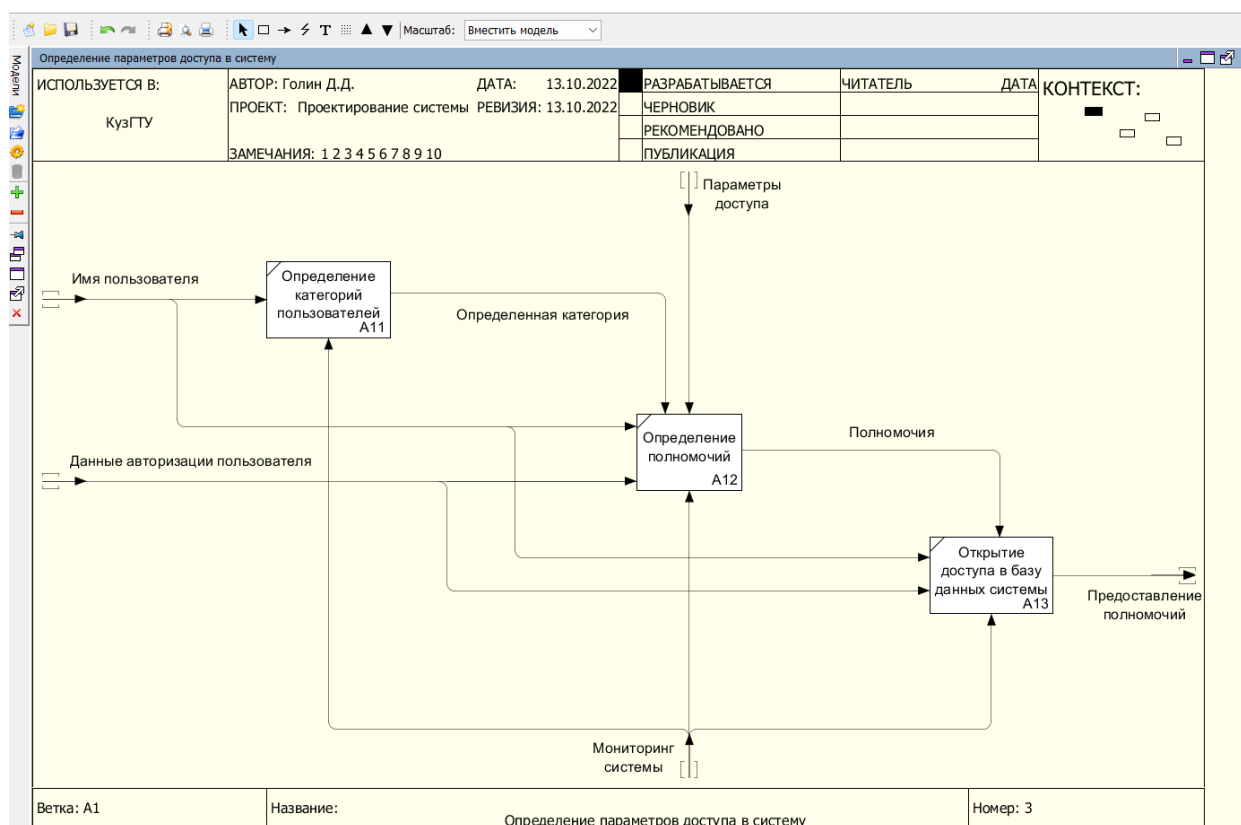 Масштаб: Вместить модель
Модели
Определение параметров доступа в систему
ИСПОЛЬЗУЕТСЯ В:
КузГТУ
АВТОР: Голин Д.Д. ДАТА: 13.10.2022
ПРОЕКТ: Проектирование системы РЕВИЗИЯ: 13.10.2022
ЗАМЕЧАНИЯ: 1 2 3 4 5 6 7 8 9 10
РАЗРАБАТЫВАЕТСЯ
ЧЕРНОВИК
РЕКОМЕНДОВАНО
ПУБЛИКАЦИЯ
ЧИТАТЕЛЬ ДАТА
КОНТЕКСТ:
Параметры
доступа
Имя пользователя
Определение
категорий
пользователей
A11
Определенная категория
Данные авторизации пользователя
Определение
полномочий
A12
Полномочия
Открытие
доступа в базу
данных системы
A13
Предоставление
полномочий
Мониторинг
системы
Ветка: A1
Название:
Определение параметров доступа в систему
Номер: 3